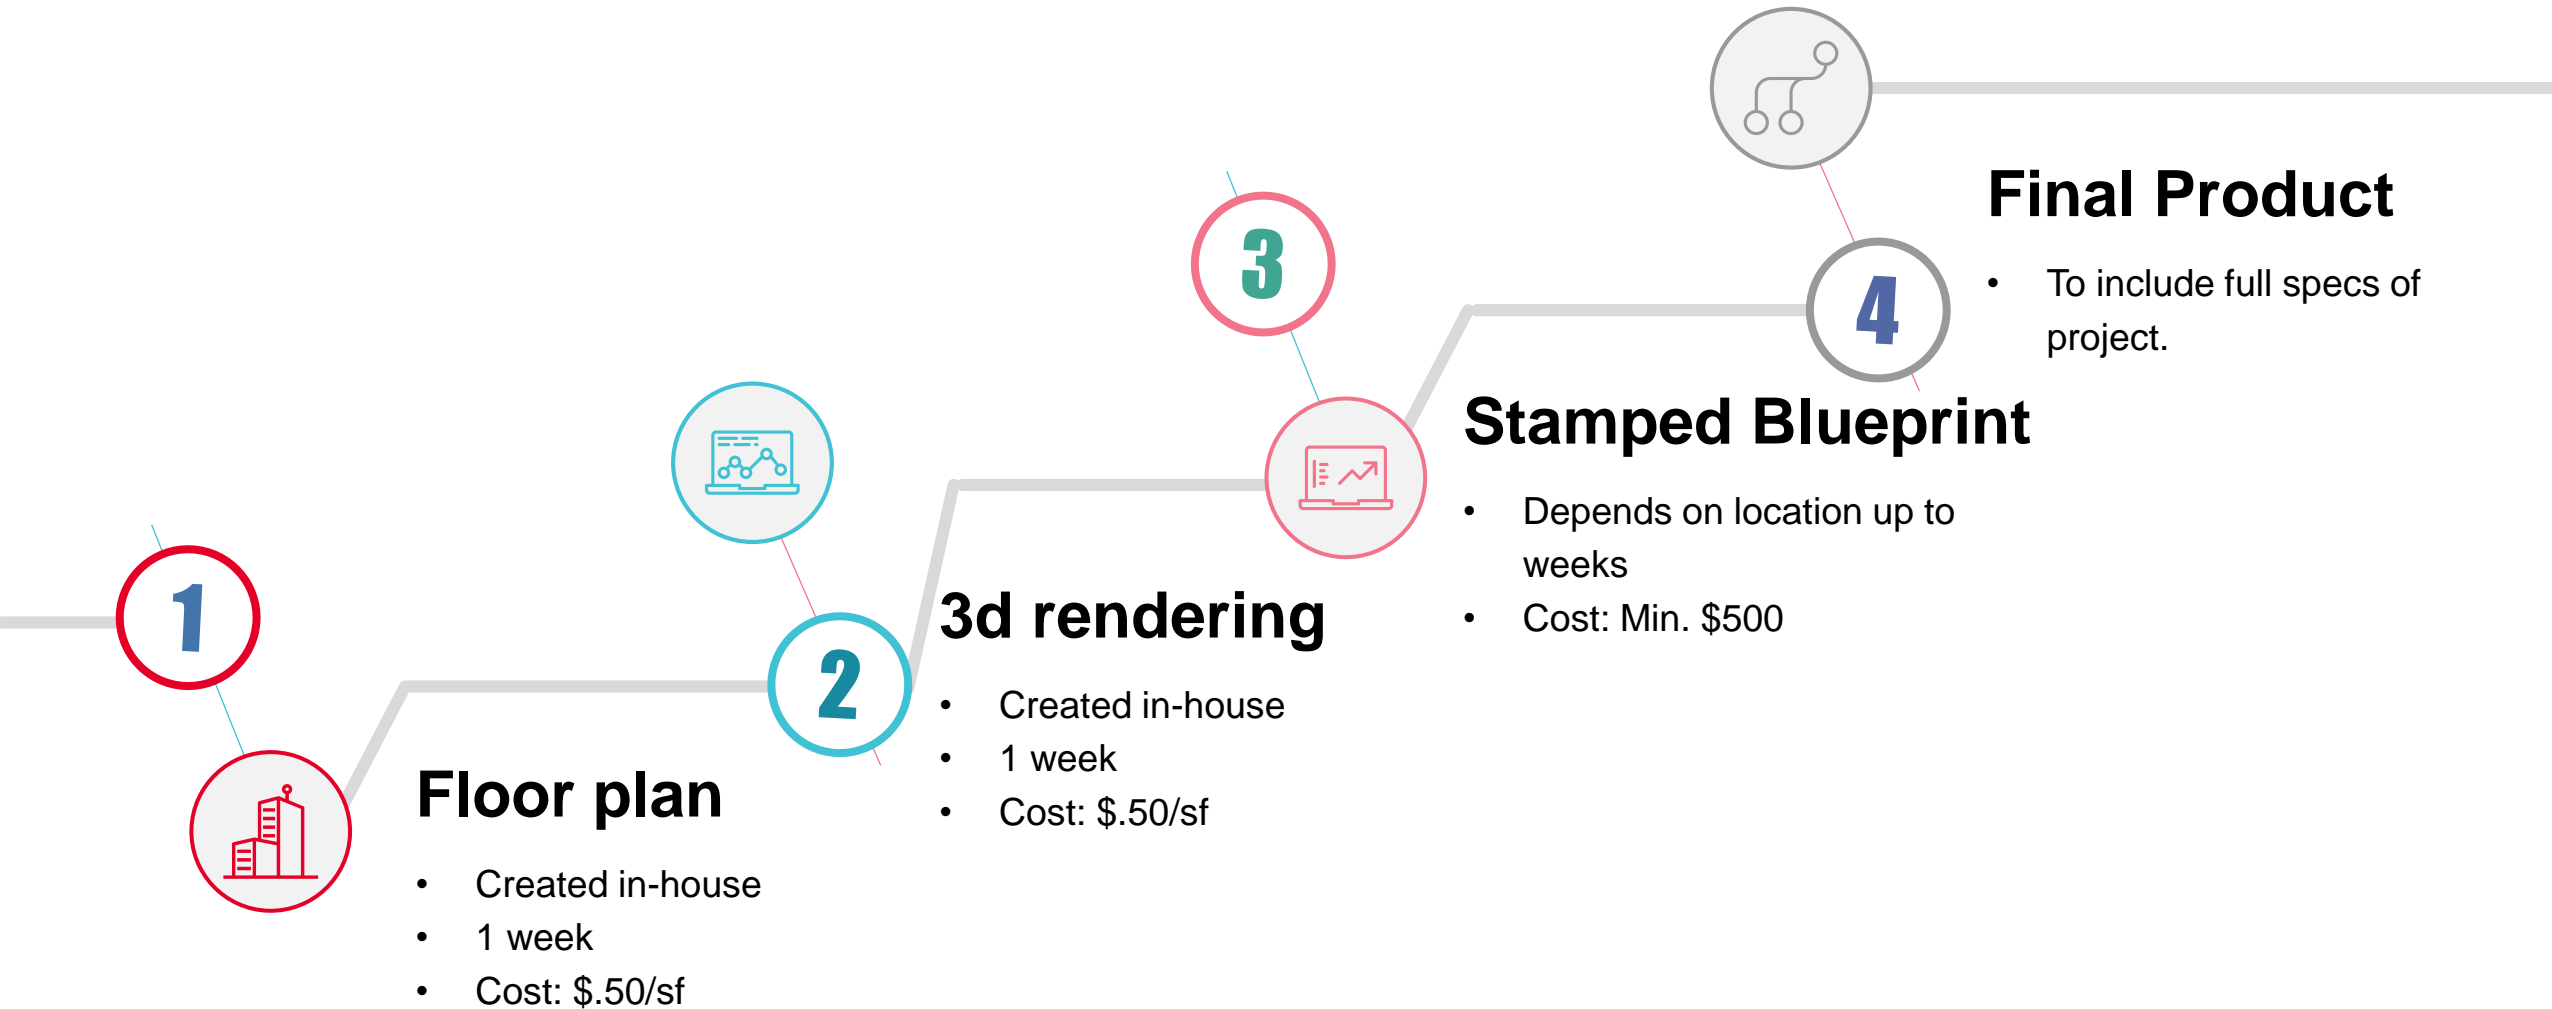 1
Floor plan
• Created in-house
• 1 week
• Cost: $.50/sf
2
3d rendering
• Created in-house
• 1 week
• Cost: $.50/sf
3
Stamped Blueprint
• Depends on location up to
weeks
• Cost: Min. $500
4
Final Product
• To include full specs of
project.